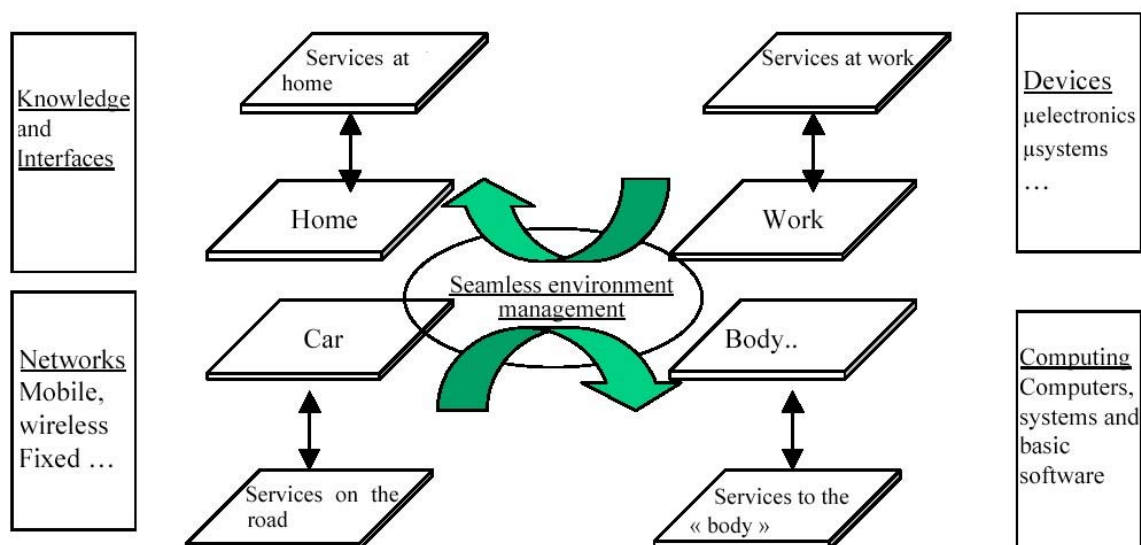 Knowledge
and
Interfaces
Services at
home
Services at work
Devices
μelectronics
μsystems
…
Home
Work
Seamless environment
management
Networks
Mobile,
wireless
Fixed …
Car
Body..
Computing
Computers,
systems and
basic
software
Services on the
road
Services to the
« body »